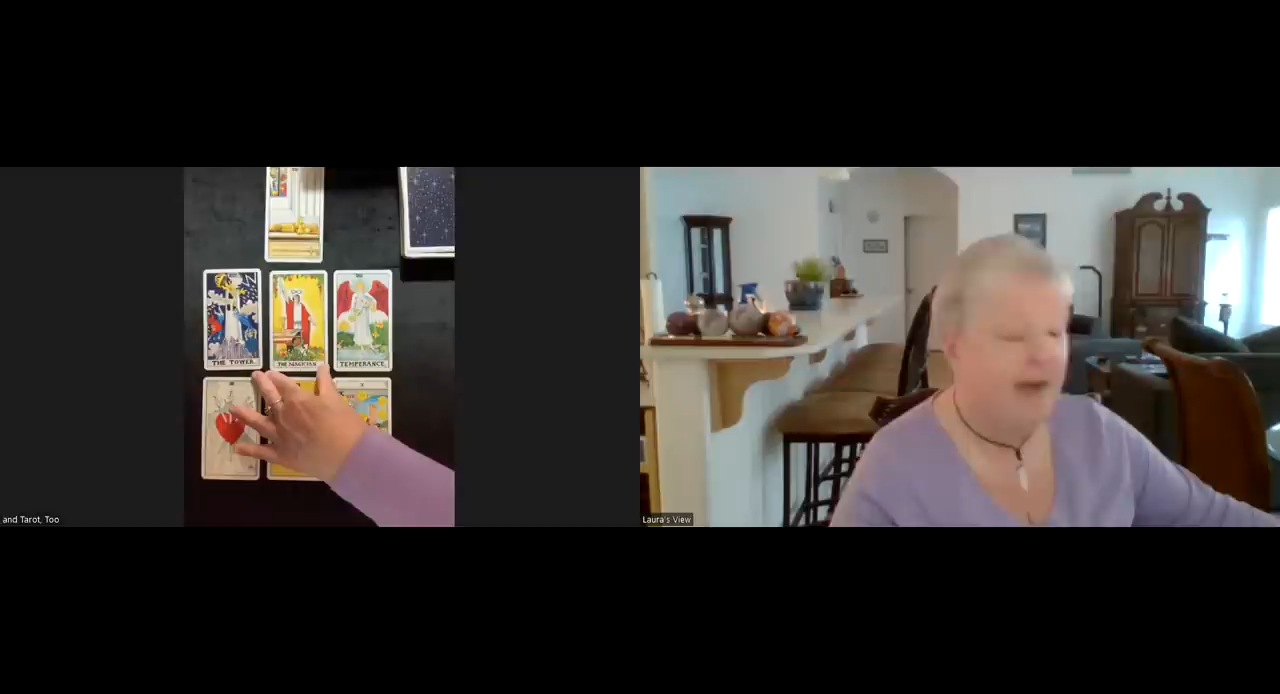 THE TOWER.
THE MAGICIAN.
TEMPERANCE.
and Tarot, Too
Laura's View